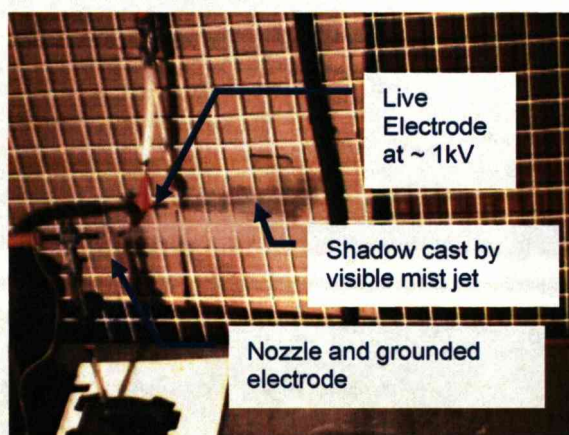 Live
Electrode
at ~ 1kV
Shadow cast by
visible mist jet
Nozzle and grounded
electrode